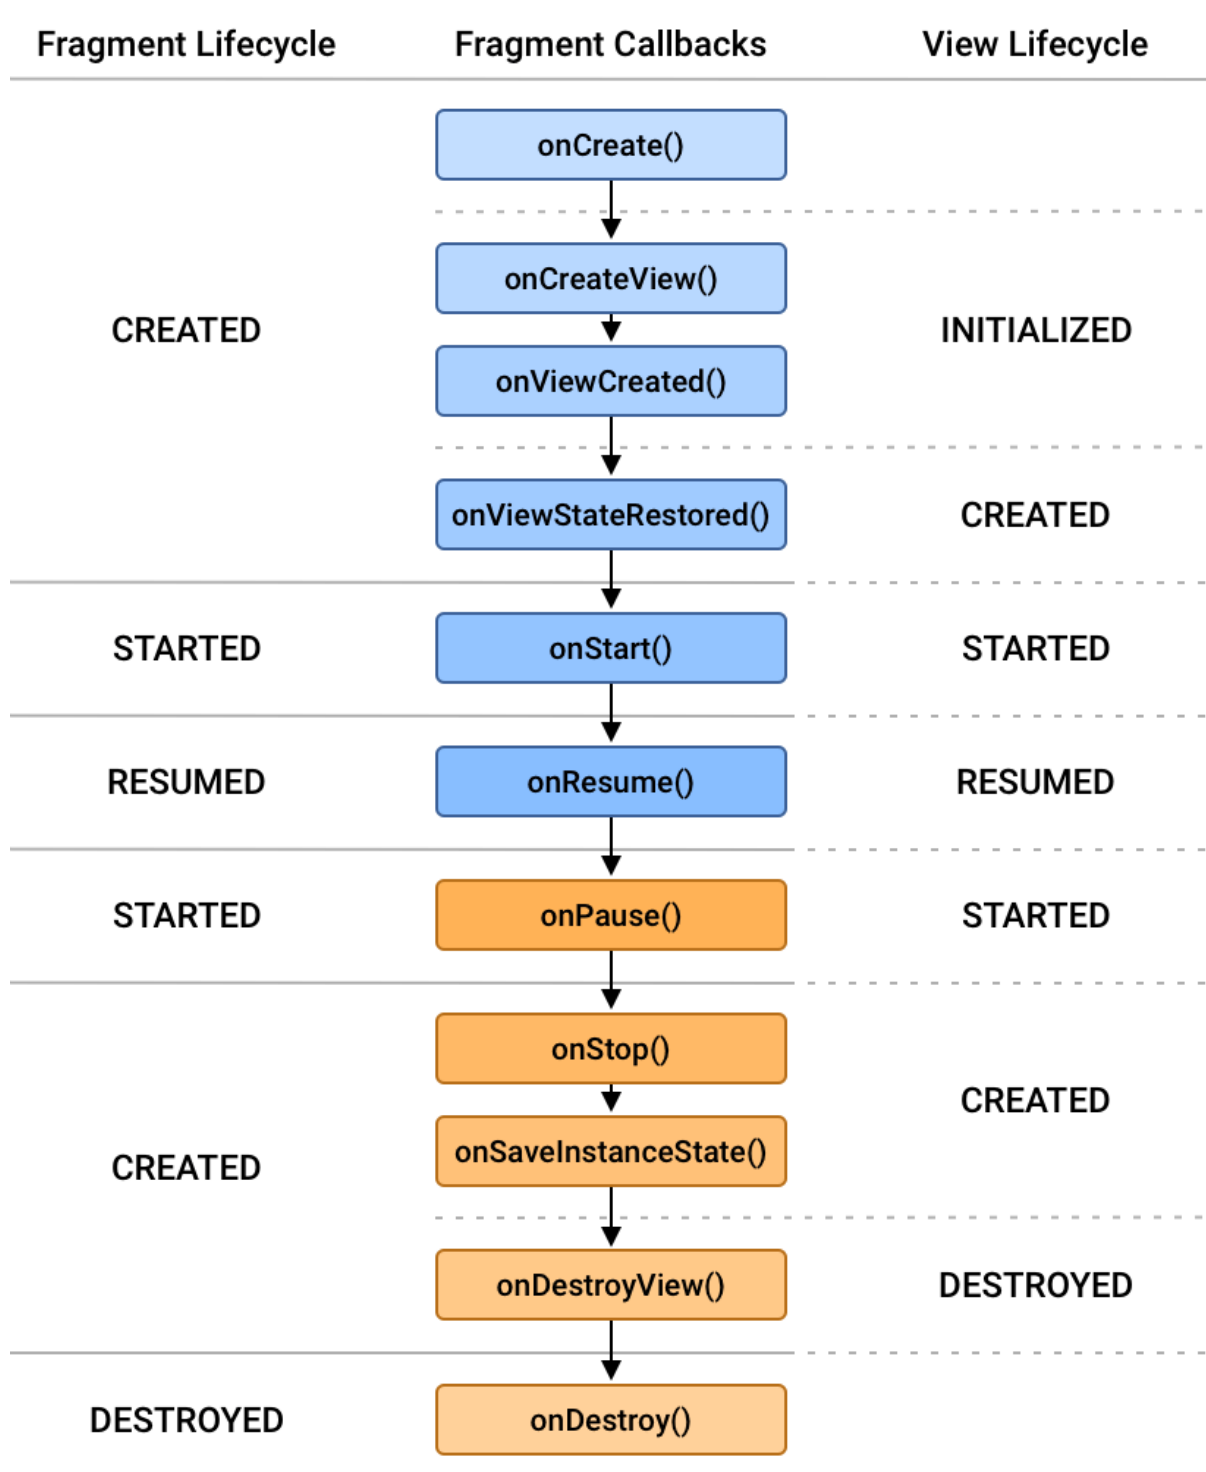 Fragment Lifecycle Fragment Callbacks View Lifecycle
onCreate()
onCreateView()
CREATED INITIALIZED
onViewCreated()
onViewStateRestored() CREATED
STARTED onStart() STARTED
RESUMED onResume() RESUMED
STARTED onPause() STARTED
onStop()
CREATED
onSaveInstanceState()
CREATED
onDestroyView() DESTROYED
DESTROYED onDestroy()